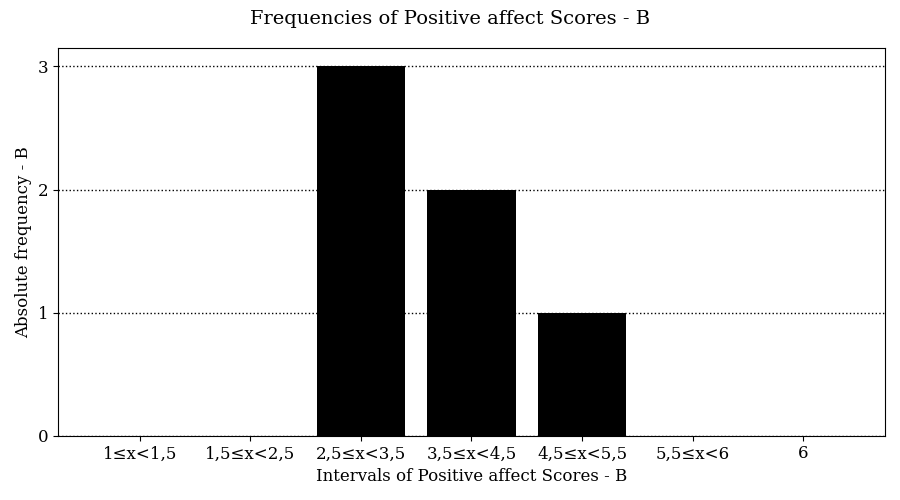 Frequencies of Positive affect Scores - B
Absolute frequency - B
3
2
1
0
1≤x<1,5 1,5≤x<2,5 2,5≤x<3,5 3,5≤x<4,5 4,5≤x<5,5 5,5≤x<6 6
Intervals of Positive affect Scores - B